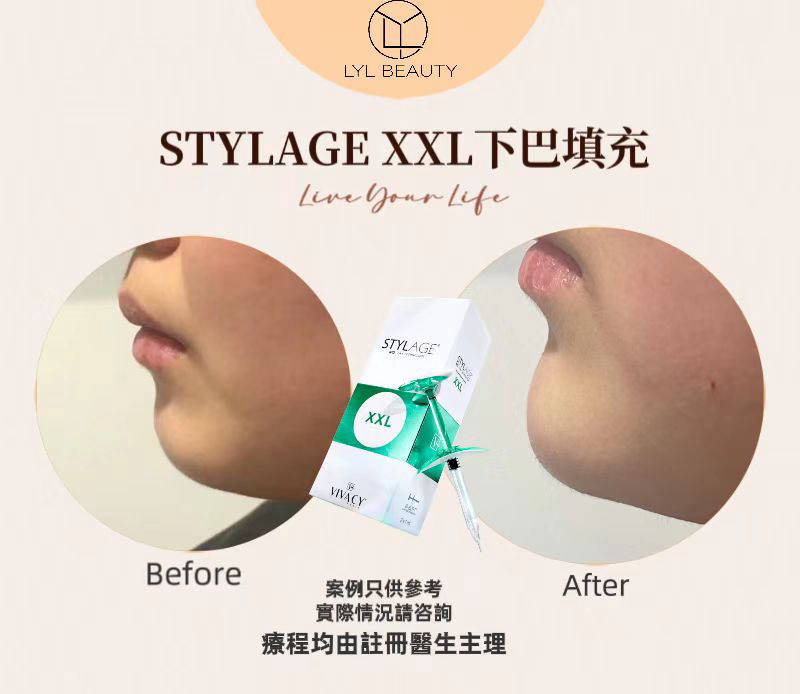 LYL BEAUTY
STYLAGE XXL下巴填充
Live Your Life
STYLAGE®
STYLAGE
XXL
XXL
VIVACY
Before
After
案例只供參考
實際情況請咨詢
療程均由註冊醫生主理